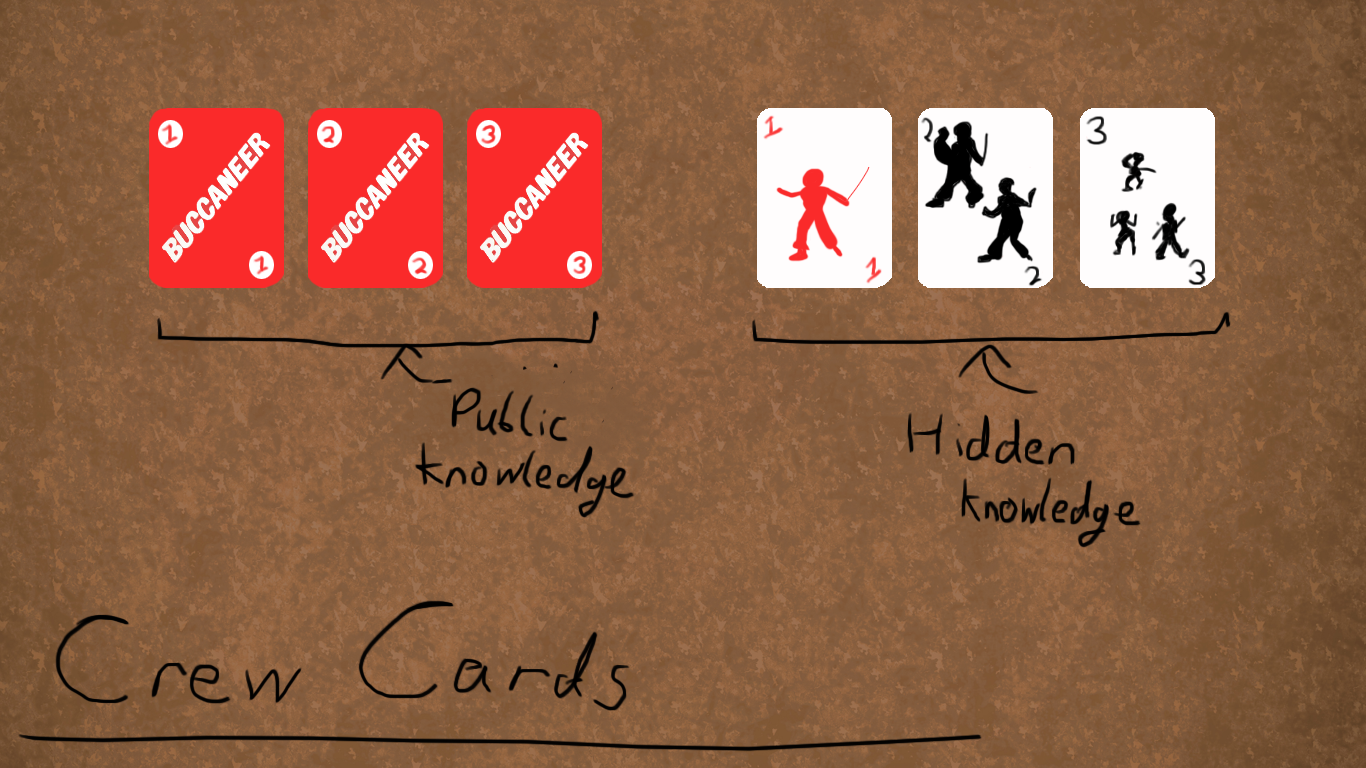 1 2 3 1 2 3
BUCCANEER BUCCANEER BUCCANEER
1 2 3 1 2 3
Public
knowledge
Hidden
knowledge
Crew Cards